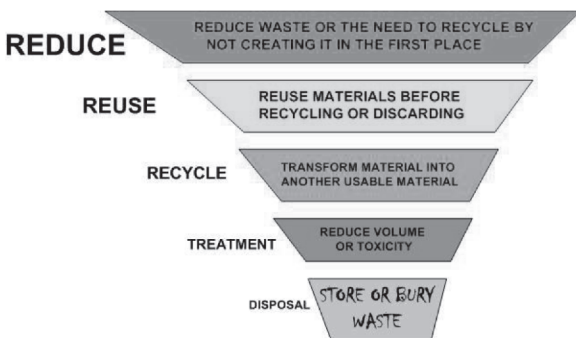 REDUCE
REDUCE WASTE OR THE NEED TO RECYCLE BY
NOT CREATING IT IN THE FIRST PLACE
REUSE
REUSE MATERIALS BEFORE
RECYCLING OR DISCARDING
RECYCLE
TRANSFORM MATERIAL INTO
ANOTHER USABLE MATERIAL
TREATMENT
REDUCE VOLUME
OR TOXICITY
DISPOSAL
STORE OR BURY
WASTE